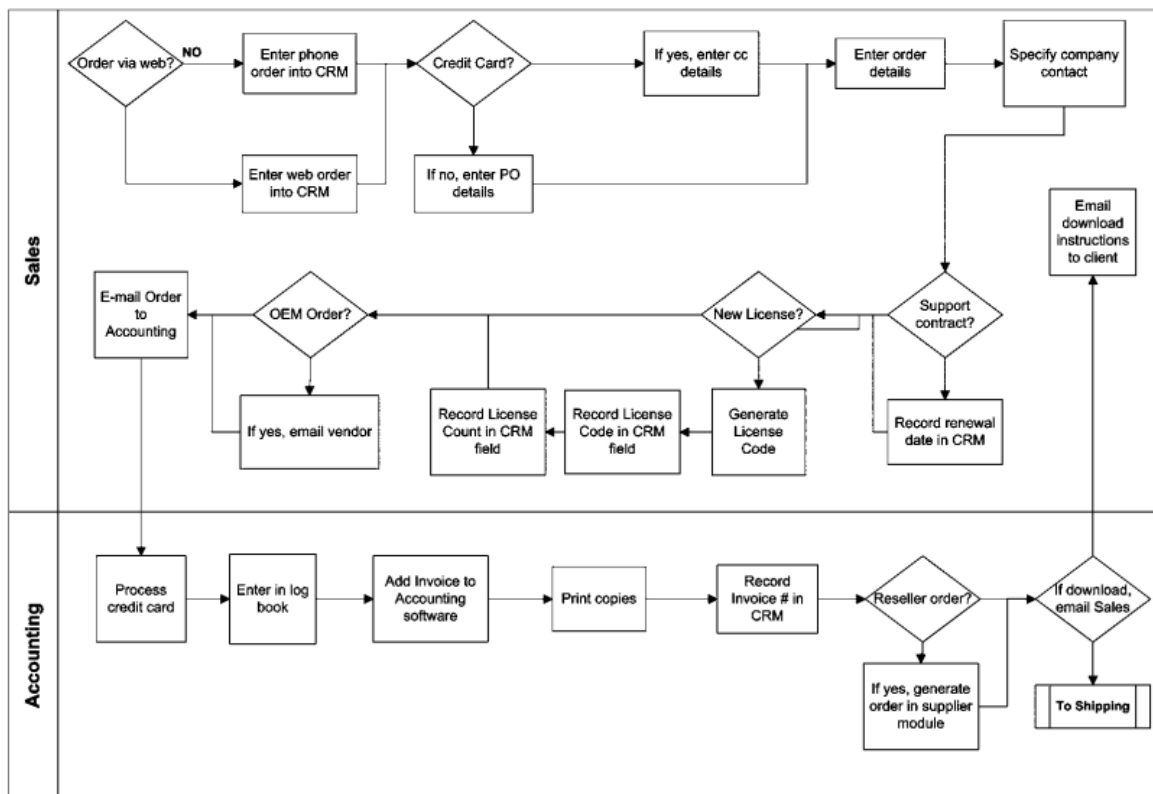 Order via web?
NO
Enter phone
order into CRM
Credit Card?
If yes, enter cc
details
Enter order
details
Specify company
contact
Enter web order
into CRM
If no, enter PO
details
Email
download
instructions
to client
Sales
E-mail Order
to
Accounting
OEM Order?
New License?
Support
contract?
If yes, email vendor
Record License
Count in CRM
field
Record License
Code in CRM
field
Generate
License
Code
Record renewal
date in CRM
Accounting
Process
credit card
Enter in log
book
Add Invoice to
Accounting
software
Print copies
Record
Invoice # in
CRM
Reseller order?
If download,
email Sales
If yes, generate
order in supplier
module
To Shipping